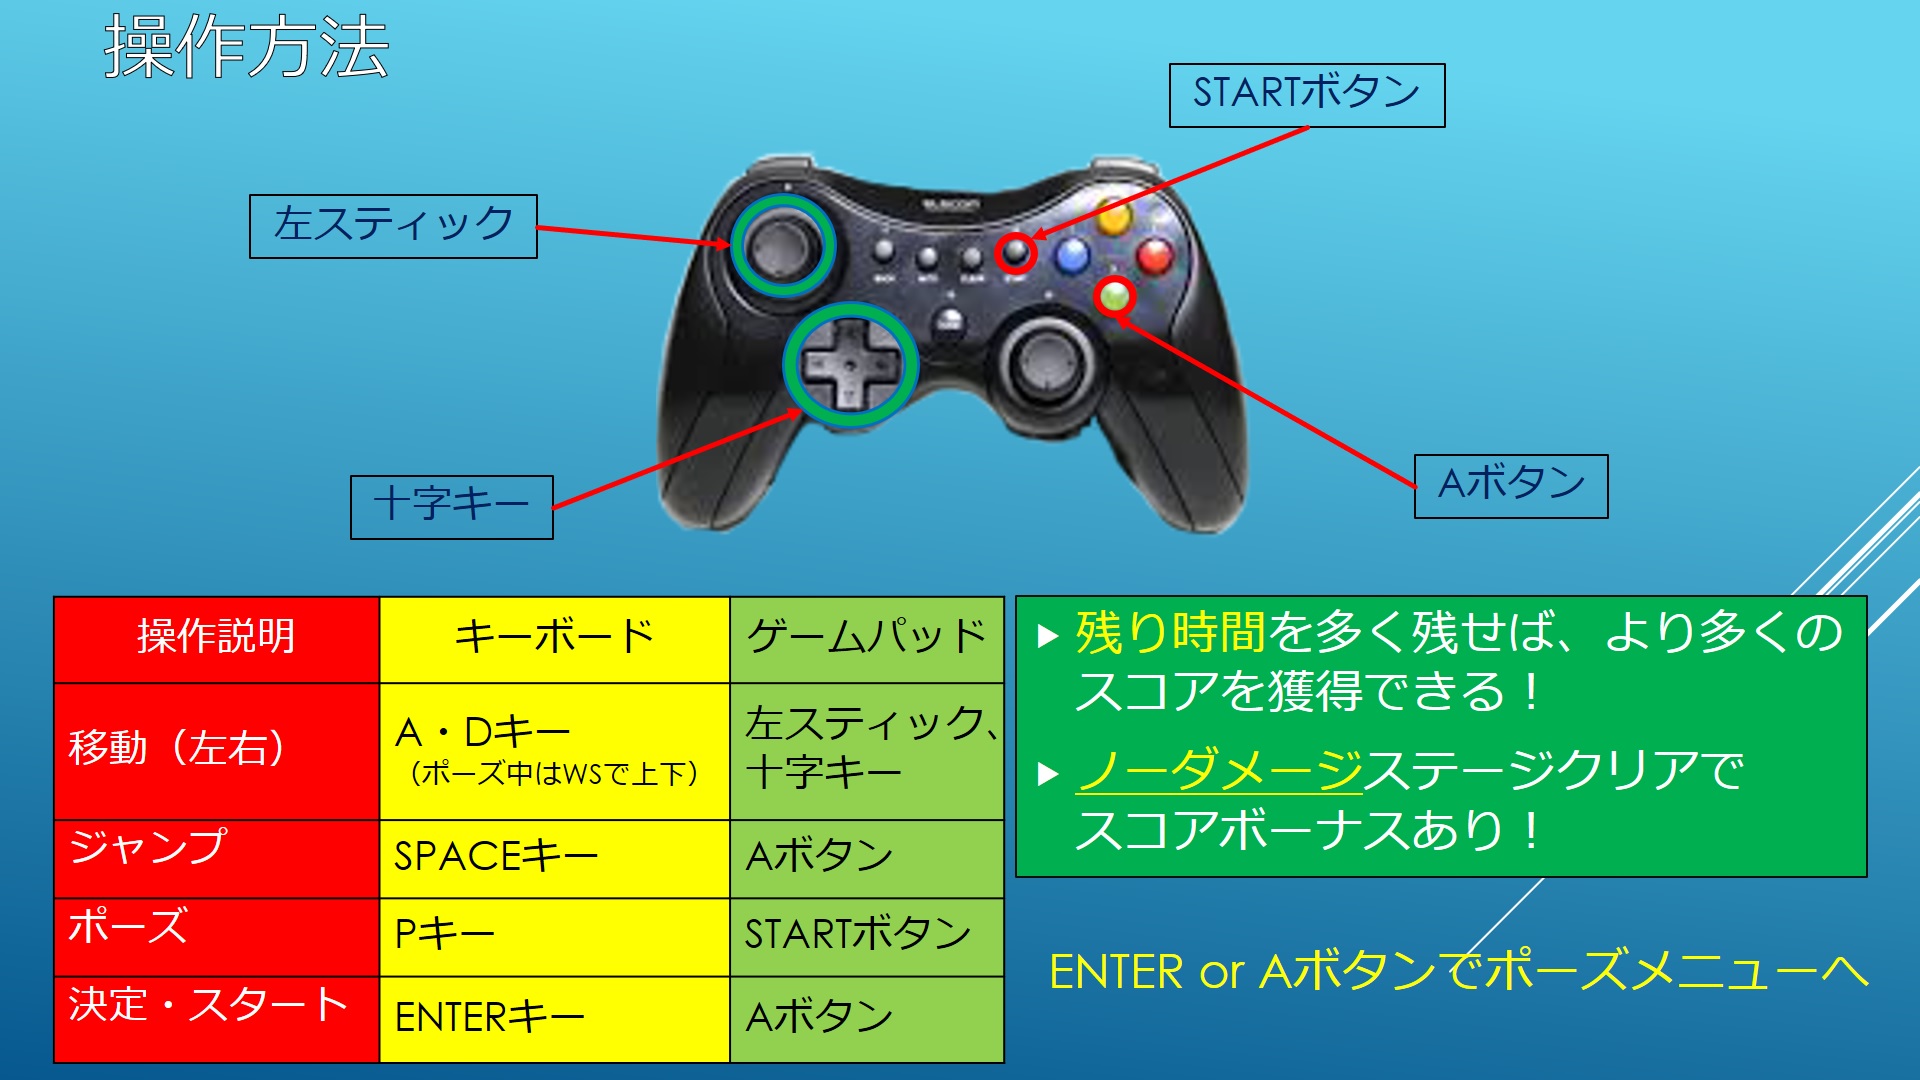 操作方法
STARTボタン
左スティック
十字キー
Aボタン
操作説明 キーボード ゲームパッド
移動（左右） A・Dキー （ポーズ中はWSで上下） 左スティック、 十字キー
ジャンプ SPACEキー Aボタン
ポーズ Pキー STARTボタン
決定・スタート ENTERキー Aボタン
残り時間を多く残せば、より多くの
スコアを獲得できる！
ノーダメージステージクリアで
スコアボーナスあり！
ENTER or Aボタンでポーズメニューへ